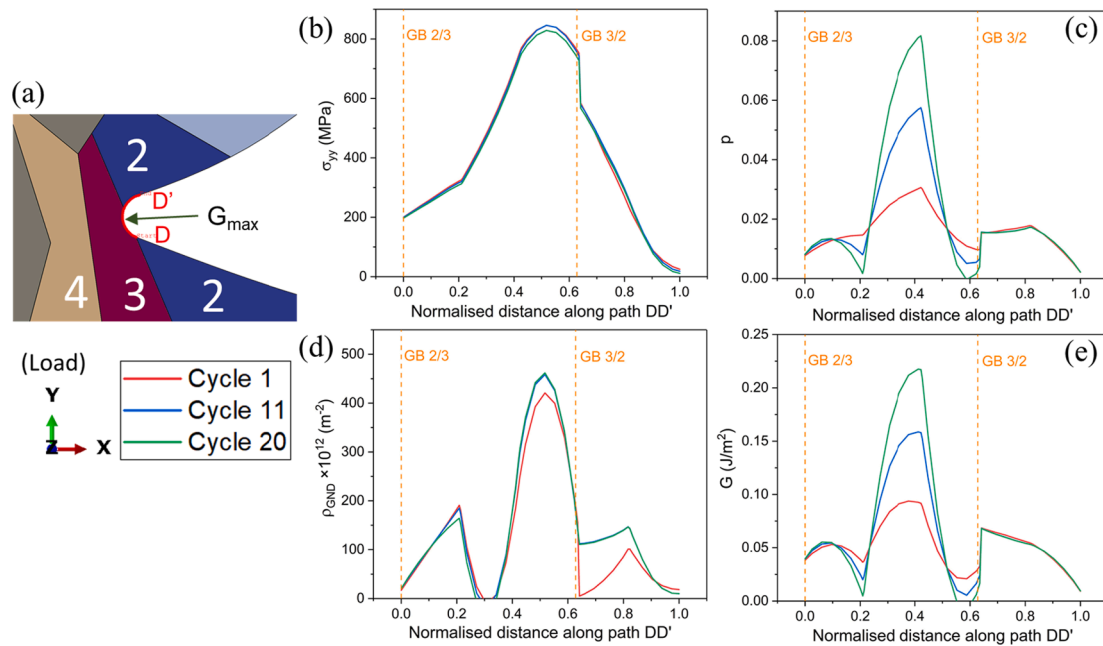 (a)
2
D'
G_max
D
4
3
2
(Load)
Y
Z
X
Cycle 1
Cycle 11
Cycle 20
(b)
GB 2/3
GB 3/2
σ_yy (MPa)
800
600
400
200
0
0.0 0.2 0.4 0.6 0.8 1.0
Normalised distance along path DD'
(c)
GB 2/3
GB 3/2
p
0.08
0.06
0.04
0.02
0.00
0.0 0.2 0.4 0.6 0.8 1.0
Normalised distance along path DD'
(d)
GB 2/3
GB 3/2
ρ_GND ×10^12 (m^-2)
500
400
300
200
100
0
0.0 0.2 0.4 0.6 0.8 1.0
Normalised distance along path DD'
(e)
GB 2/3
GB 3/2
G (J/m²)
0.25
0.20
0.15
0.10
0.05
0.00
0.0 0.2 0.4 0.6 0.8 1.0
Normalised distance along path DD'